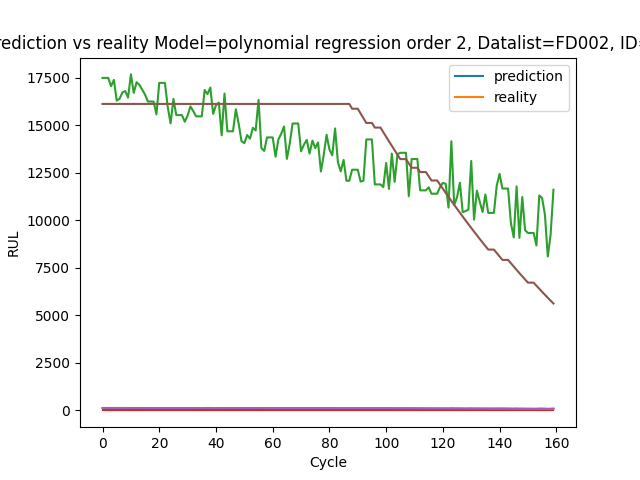 rediction vs reality Model=polynomial regression order 2, Datalist=FD002, ID=
prediction
reality
17500
15000
12500
10000
7500
5000
2500
0
RUL
0 20 40 60 80 100 120 140 160
Cycle